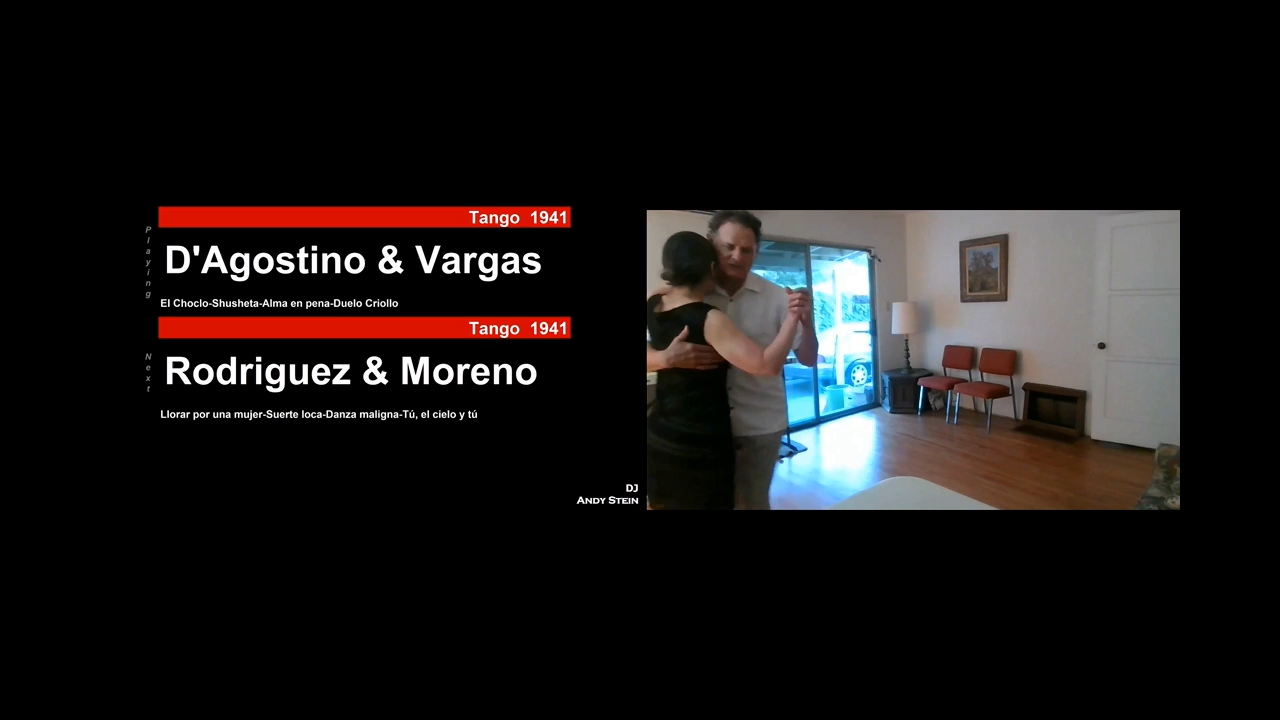 Tango 1941
Playing
D'Agostino & Vargas
El Choclo-Shusheta-Alma en pena-Duelo Criollo
Tango 1941
Next
Rodriguez & Moreno
Llorar por una mujer-Suerte loca-Danza maligna-Tú, el cielo y tú
DJ
ANDY STEIN